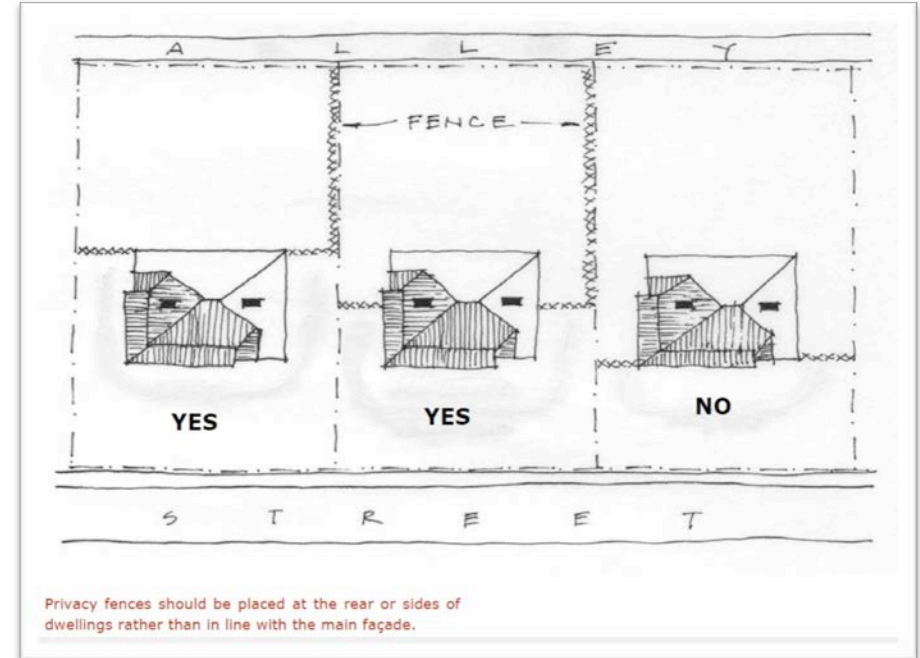 A L L E Y
FENCE
YES
YES
NO
S T R E E T
Privacy fences should be placed at the rear or sides of
dwellings rather than in line with the main façade.